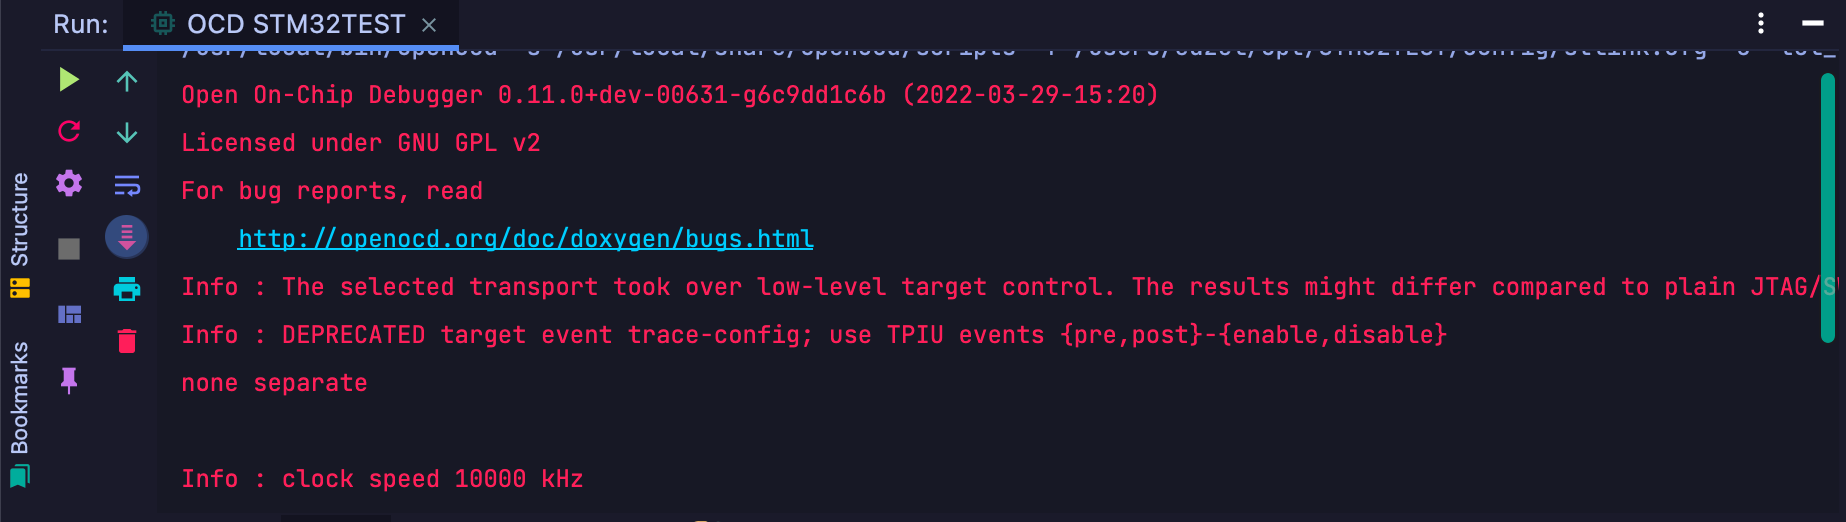 Run: OCD STM32TEST
Open On-Chip Debugger 0.11.0+dev-00631-g6c9dd1c6b (2022-03-29-15:20)
Licensed under GNU GPL v2
For bug reports, read
http://openocd.org/doc/doxygen/bugs.html
Info : The selected transport took over low-level target control. The results might differ compared to plain JTAG/S
Info : DEPRECATED target event trace-config; use TPIU events {pre,post}-{enable,disable}
none separate
Info : clock speed 10000 kHz
Structure
Bookmarks